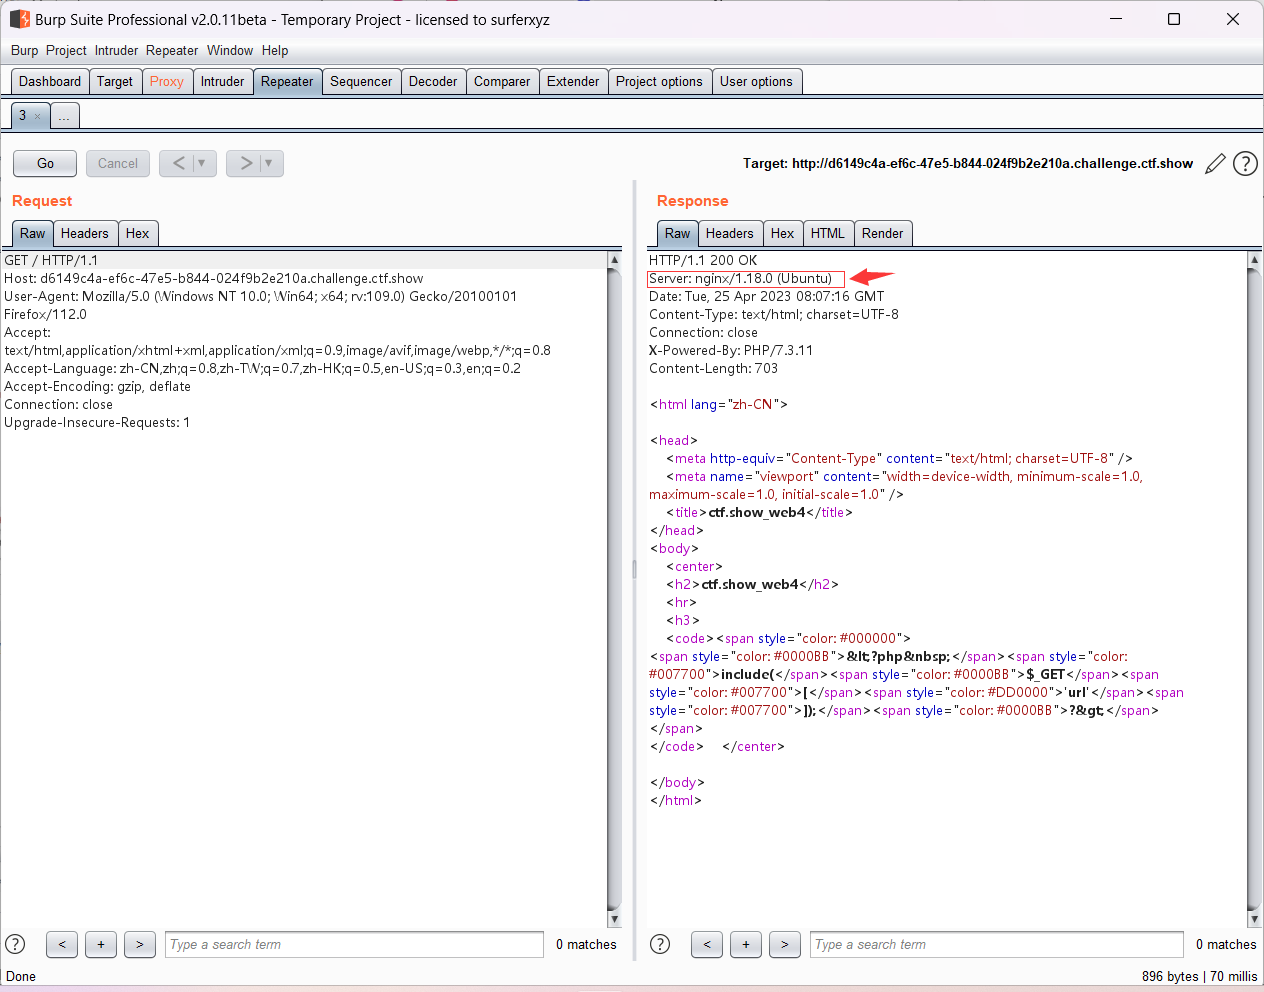 Burp Suite Professional v2.0.11beta - Temporary Project - licensed to surferxyz
Burp Project Intruder Repeater Window Help
Dashboard Target Proxy Intruder Repeater Sequencer Decoder Comparer Extender Project options User options
3 × ...
Go Cancel < ▼ > ▼ Target: http://d6149c4a-ef6c-47e5-b844-024f9b2e210a.challenge.ctf.show ?
Request
Raw Headers Hex
GET / HTTP/1.1
Host: d6149c4a-ef6c-47e5-b844-024f9b2e210a.challenge.ctf.show
User-Agent: Mozilla/5.0 (Windows NT 10.0; Win64; x64; rv:109.0) Gecko/20100101
Firefox/112.0
Accept:
text/html,application/xhtml+xml,application/xml;q=0.9,image/avif,image/webp,*/*;q=0.8
Accept-Language: zh-CN,zh;q=0.8,zh-TW;q=0.7,zh-HK;q=0.5,en-US;q=0.3,en;q=0.2
Accept-Encoding: gzip, deflate
Connection: close
Upgrade-Insecure-Requests: 1
? < + > Type a search term 0 matches
Response
Raw Headers Hex HTML Render
HTTP/1.1 200 OK
Server: nginx/1.18.0 (Ubuntu)
Date: Tue, 25 Apr 2023 08:07:16 GMT
Content-Type: text/html; charset=UTF-8
Connection: close
X-Powered-By: PHP/7.3.11
Content-Length: 703
<html lang="zh-CN">
<head>
<meta http-equiv="Content-Type" content="text/html; charset=UTF-8" />
<meta name="viewport" content="width=device-width, minimum-scale=1.0,
maximum-scale=1.0, initial-scale=1.0" />
<title>ctf.show_web4</title>
</head>
<body>
<center>
<h2>ctf.show_web4</h2>
<hr>
<h3>
<code><span style="color: #000000">
<span style="color: #0000BB">&lt;?php&nbsp;</span><span style="color:
#007700">include(</span><span style="color: #0000BB">$_GET</span><span
style="color: #007700">[</span><span style="color: #DD0000">'url'</span><span
style="color: #007700">]);</span><span style="color: #0000BB">?&gt;</span>
</span>
</code> </center>
</body>
</html>
? < + > Type a search term 0 matches
Done 896 bytes | 70 millis